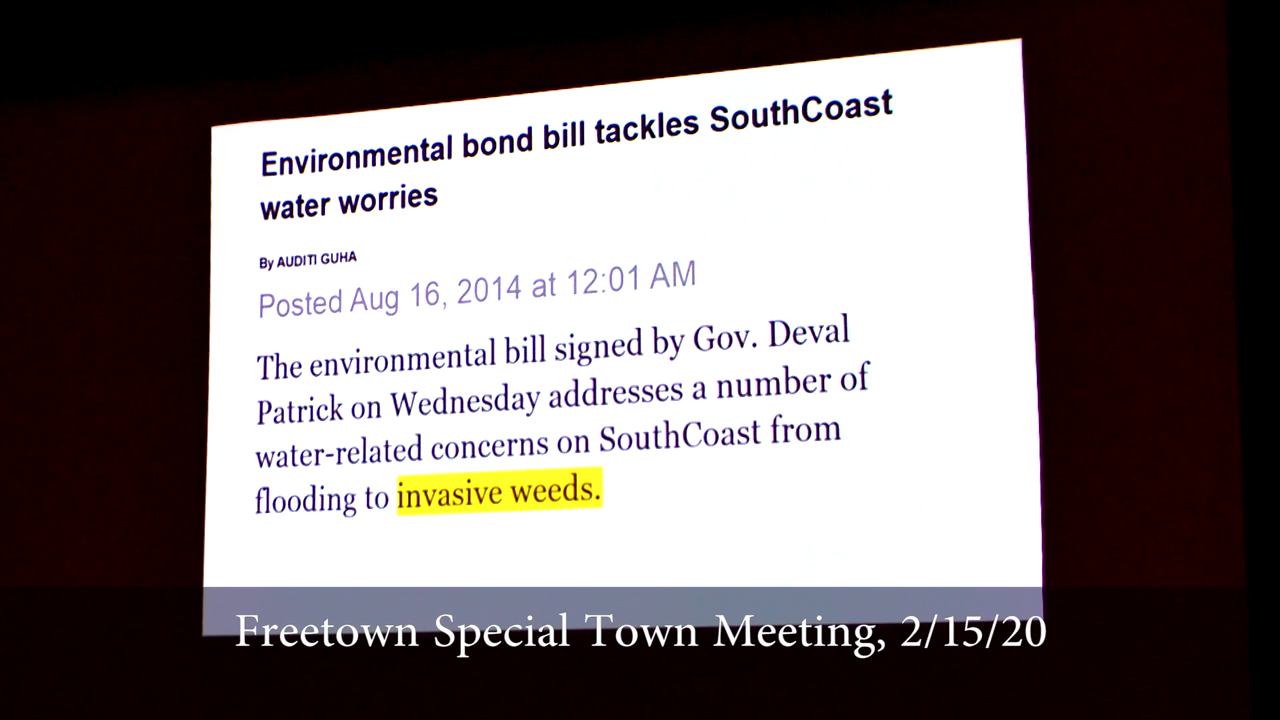 Environmental bond bill tackles SouthCoast
water worries
By AUDITI GUHA
Posted Aug 16, 2014 at 12:01 AM
The environmental bill signed by Gov. Deval
Patrick on Wednesday addresses a number of
water-related concerns on SouthCoast from
flooding to invasive weeds.
Freetown Special Town Meeting, 2/15/20